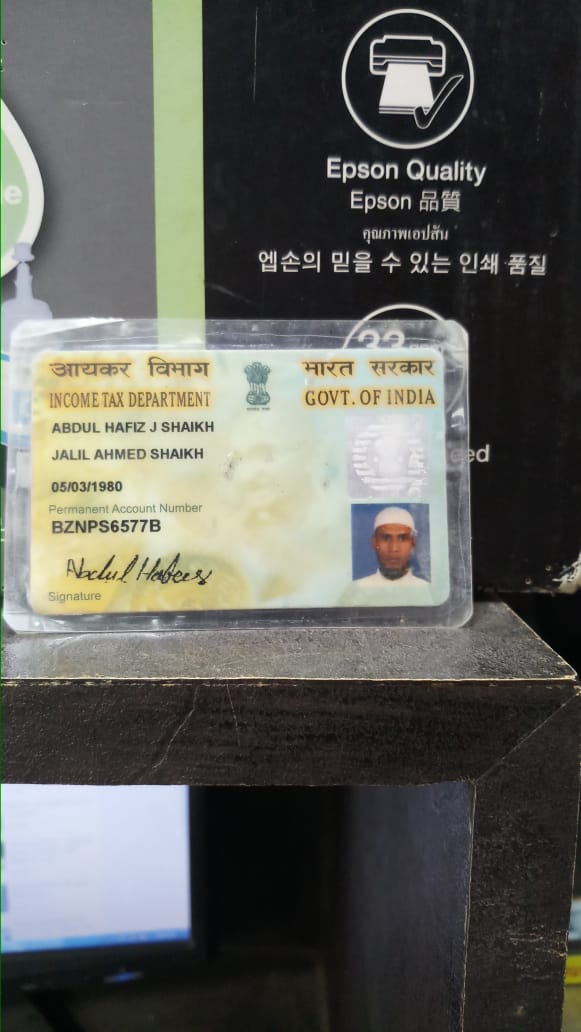 e
Epson Quality
Epson 品質
คุณภาพเอปสัน
엡손의 믿을 수 있는 인쇄 품질
33
ed
आयकर विभाग
भारत सरकार
INCOME TAX DEPARTMENT
GOVT. OF INDIA
ABDUL HAFIZ J SHAIKH
JALIL AHMED SHAIKH
05/03/1980
Permanent Account Number
BZNPS6577B
Abdul Hafeez
Signature